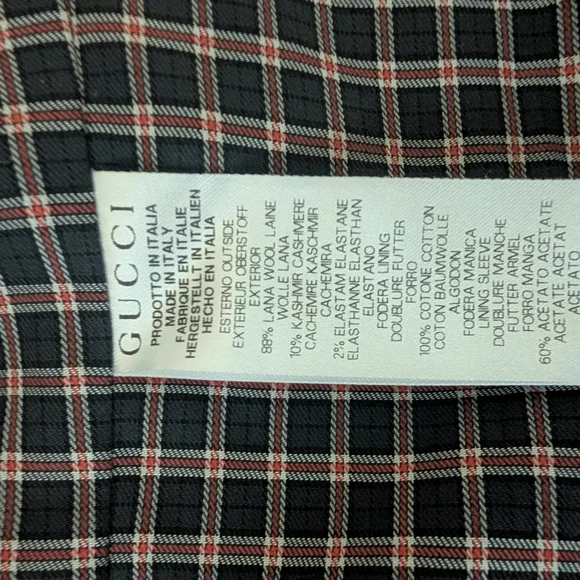 GUCCI
PRODOTTO IN ITALIA
MADE IN ITALY
FABRIQUE EN ITALIE
HERGESTELLT IN ITALIEN
HECHO EN ITALIA
ESTERNO OUTSIDE
EXTERIEUR OBERSTOFF
EXTERIOR
88% LANA WOOL LAINE
WOLLE LANA
10% KASHMIR CASHMERE
CACHEMIRE KASCHMIR
CACHEMIRA
2% ELASTAM ELASTANE
ELASTHANNE ELASTHAN
ELASTANO
FODERA LINING
DOUBLURE FUTTER
FORRO
100% COTONE COTTON
COTON BAUMWOLLE
ALGODON
FODERA MANICA
LINING SLEEVE
DOUBLURE MANCHE
FUTTER ARMEL
FORRO MANGA
60% ACETATO ACETATE
ACETATE ACETAT
ACETATO